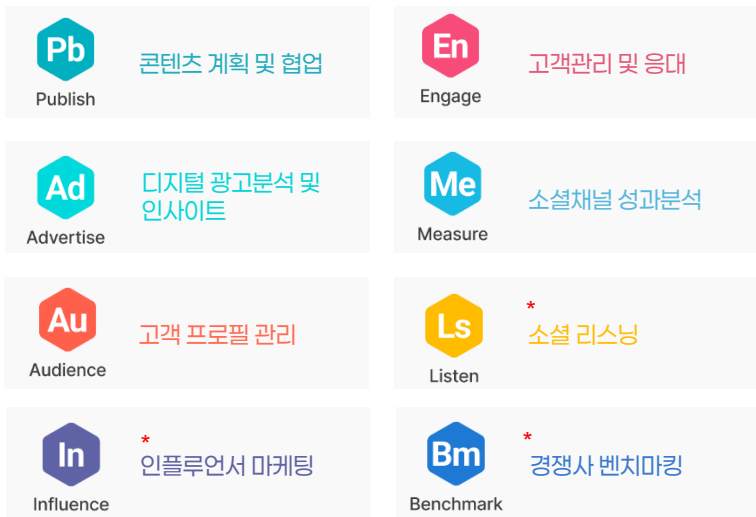 Pb
Publish
콘텐츠 계획 및 협업
En
Engage
고객관리 및 응대
Ad
Advertise
디지털 광고분석 및
인사이트
Me
Measure
소셜채널 성과분석
Au
Audience
고객 프로필 관리
Ls
Listen
*
소셜 리스닝
In
Influence
*
인플루언서 마케팅
Bm
Benchmark
*
경쟁사 벤치마킹